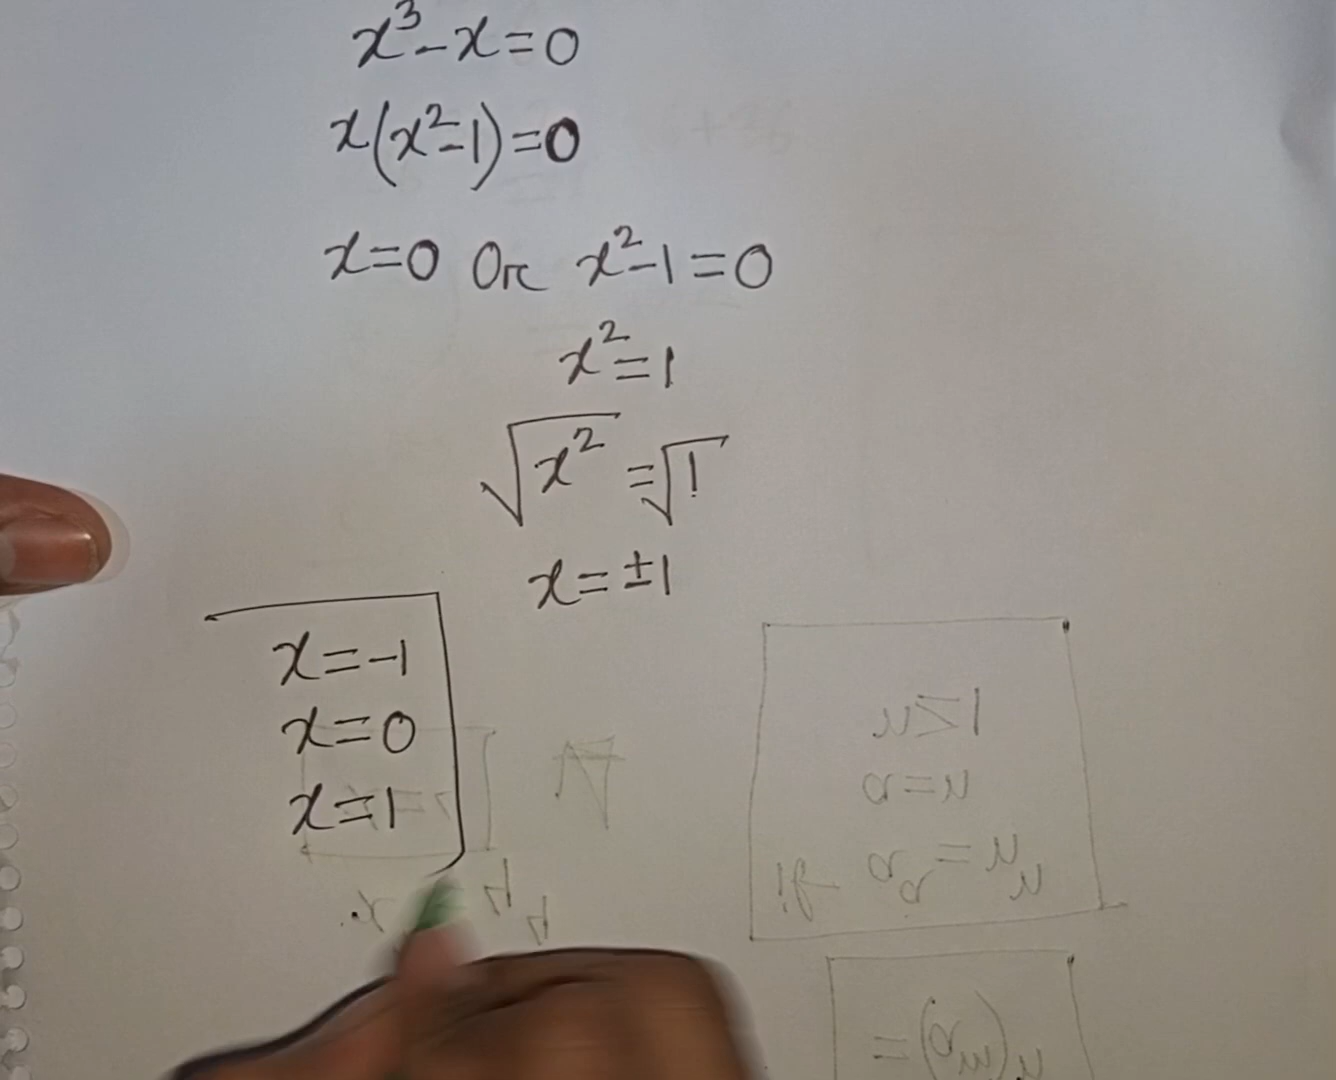 x³-x=0
x(x²-1)=0
x=0 Or x²-1=0
x²=1
√x² =√1
x=±1
x=-1
x=0
x=1